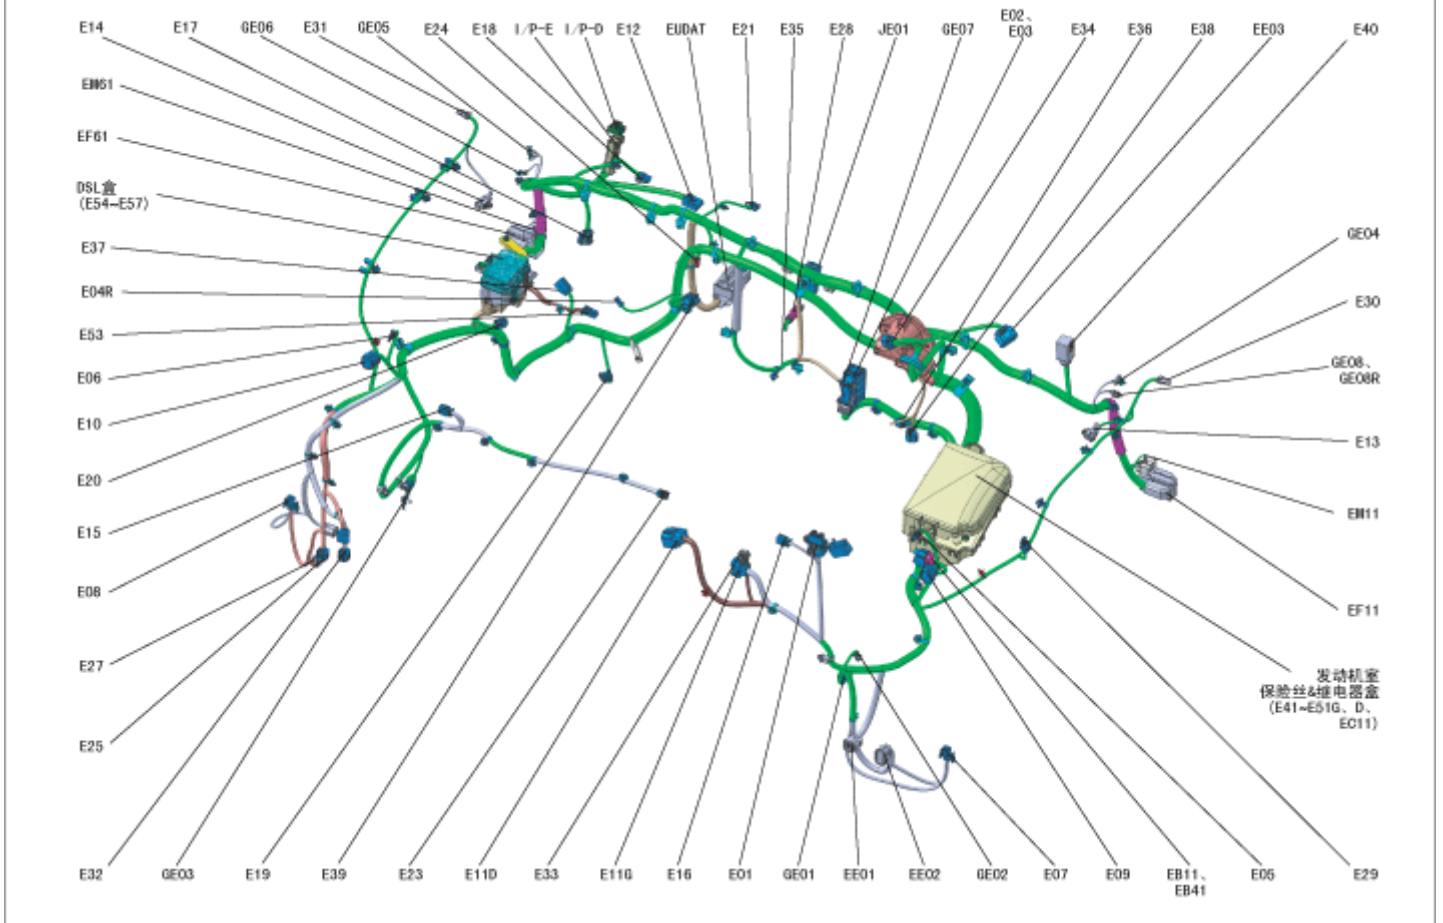 E14
E17
GE06
E31
GE05
E24
E18
I/P-E
I/P-D
E12
EUDAT
E21
E35
E28
JE01
GE07
E02、
E03
E34
E36
E38
EE03
E40
EM61
EF61
DSL盒
(E54~E57)
E37
E04R
E53
E06
E10
E20
E15
E08
E27
E25
GE04
E30
GE08、
GE08R
E13
EM11
EF11
发动机室
保险丝&继电器盒
(E41~E51G、D、
EC11)
E32
GE03
E19
E39
E23
E11D
E33
E11G
E16
E01
GE01
EE01
EE02
GE02
E07
E09
EB11、
EB41
E05
E29